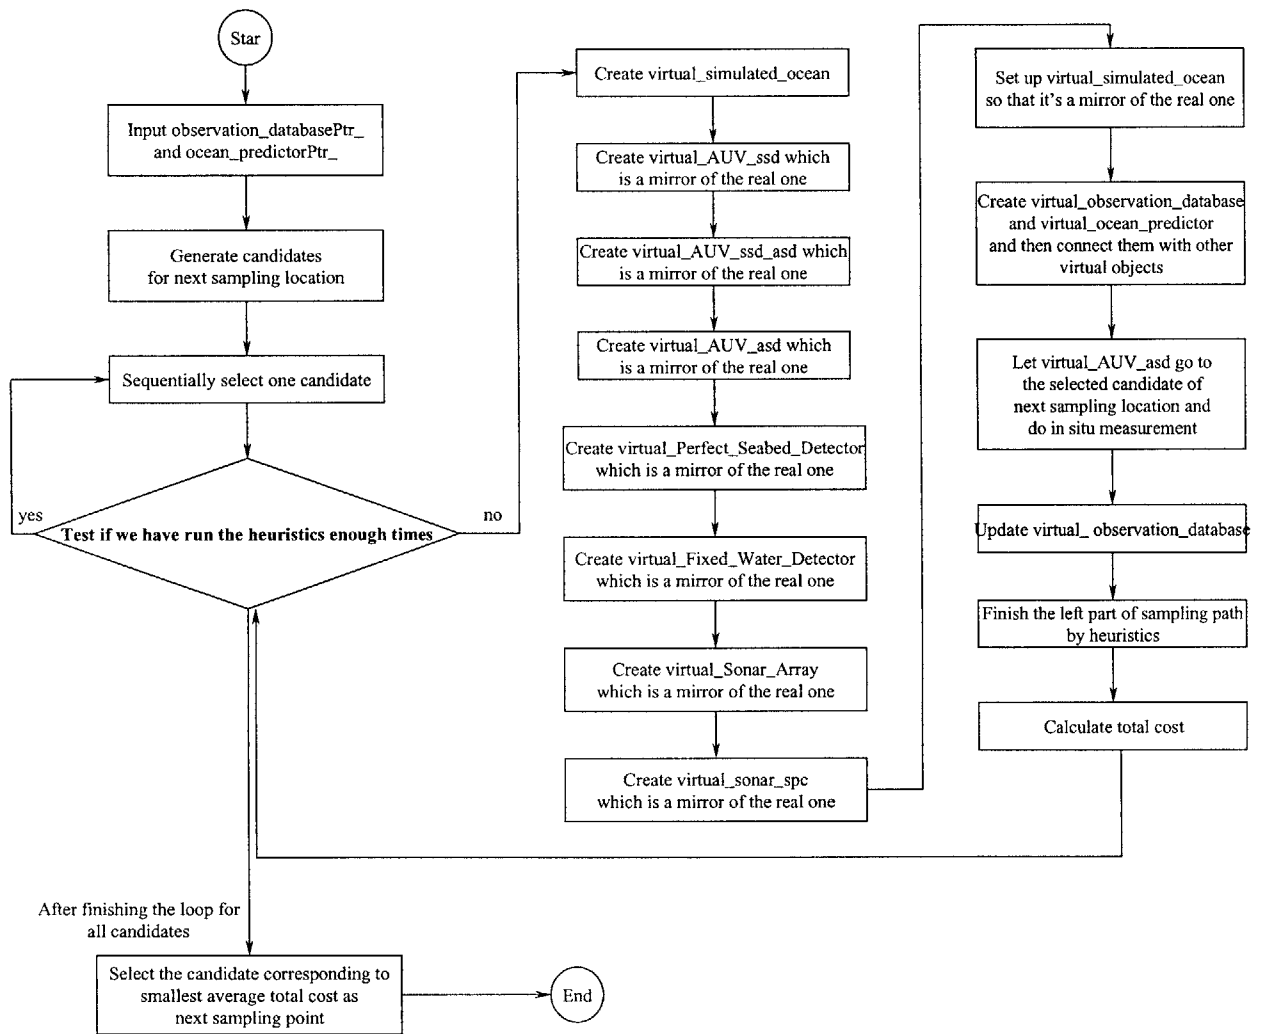 Star
Input observation_databasePtr_
and ocean_predictorPtr_
Generate candidates
for next sampling location
Sequentially select one candidate
yes
Test if we have run the heuristics enough times
no
After finishing the loop for
all candidates
Select the candidate corresponding to
smallest average total cost as
next sampling point
End
Create virtual_simulated_ocean
Create virtual_AUV_ssd which
is a mirror of the real one
Create virtual_AUV_ssd_asd which
is a mirror of the real one
Create virtual_AUV_asd which
is a mirror of the real one
Create virtual_Perfect_Seabed_Detector
which is a mirror of the real one
Create virtual_Fixed_Water_Detector
which is a mirror of the real one
Create virtual_Sonar_Array
which is a mirror of the real one
Create virtual_sonar_spc
which is a mirror of the real one
Set up virtual_simulated_ocean
so that it's a mirror of the real one
Create virtual_observation_database
and virtual_ocean_predictor
and then connect them with other
virtual objects
Let virtual_AUV_asd go to
the selected candidate of
next sampling location and
do in situ measurement
Update virtual_ observation_database
Finish the left part of sampling path
by heuristics
Calculate total cost